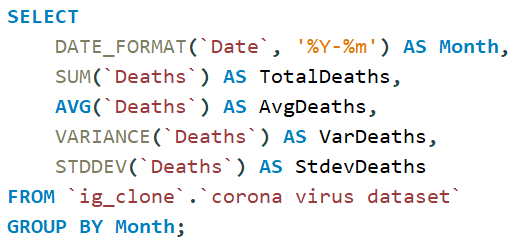 SELECT
    DATE_FORMAT(`Date`, '%Y-%m') AS Month,
    SUM(`Deaths`) AS TotalDeaths,
    AVG(`Deaths`) AS AvgDeaths,
    VARIANCE(`Deaths`) AS VarDeaths,
    STDDEV(`Deaths`) AS StdevDeaths
FROM `ig_clone`.`corona virus dataset`
GROUP BY Month;